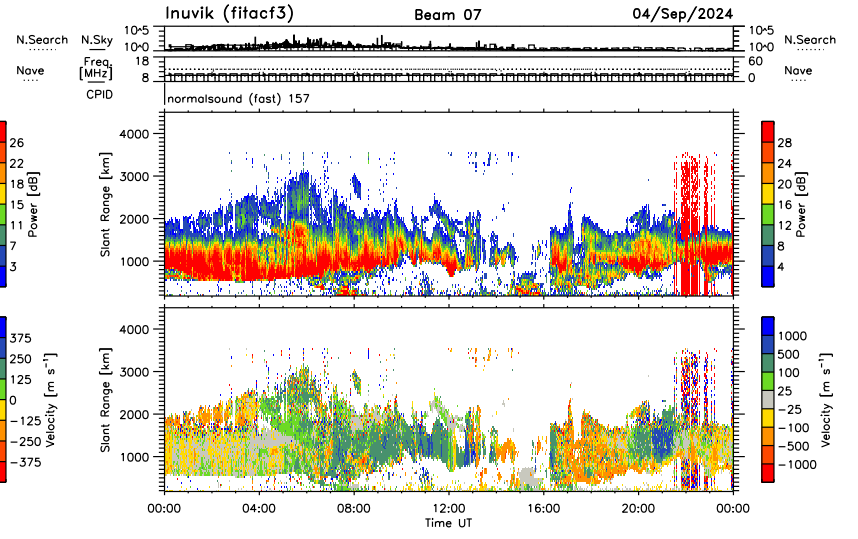 Inuvik (fitacf3) Beam 07 04/Sep/2024
N.Search N.Sky 10^5 10^0 10^5 10^0 N.Search
Nave Freq. [MHz] 18 8 60 0 Nave
CPID normalsound (fast) 157
Slant Range [km] 4000 3000 2000 1000
Power [dB] 26 22 18 15 11 7 3
Power [dB] 28 24 20 16 12 8 4
Slant Range [km] 4000 3000 2000 1000
Velocity [m s⁻¹] 375 250 125 0 −125 −250 −375
Velocity [m s⁻¹] 1000 500 100 25 −25 −100 −500 −1000
00:00 04:00 08:00 12:00 16:00 20:00 00:00
Time UT